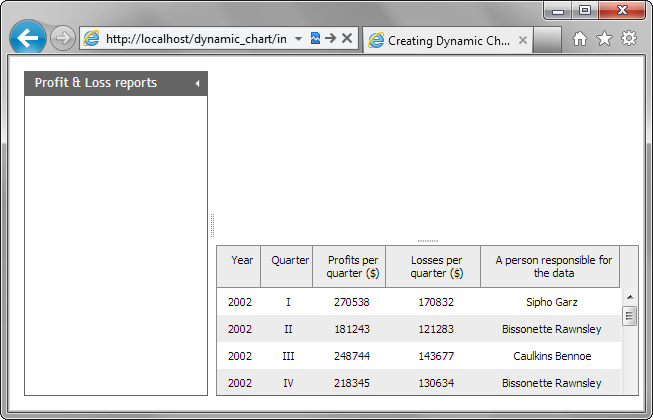 http://localhost/dynamic_chart/in
Creating Dynamic Ch...
Profit & Loss reports
Year Quarter Profits per quarter ($) Losses per quarter ($) A person responsible for the data
2002 I 270538 170832 Sipho Garz
2002 II 181243 121283 Bissonette Rawnsley
2002 III 248744 143677 Caulkins Bennoe
2002 IV 218345 130634 Bissonette Rawnsley